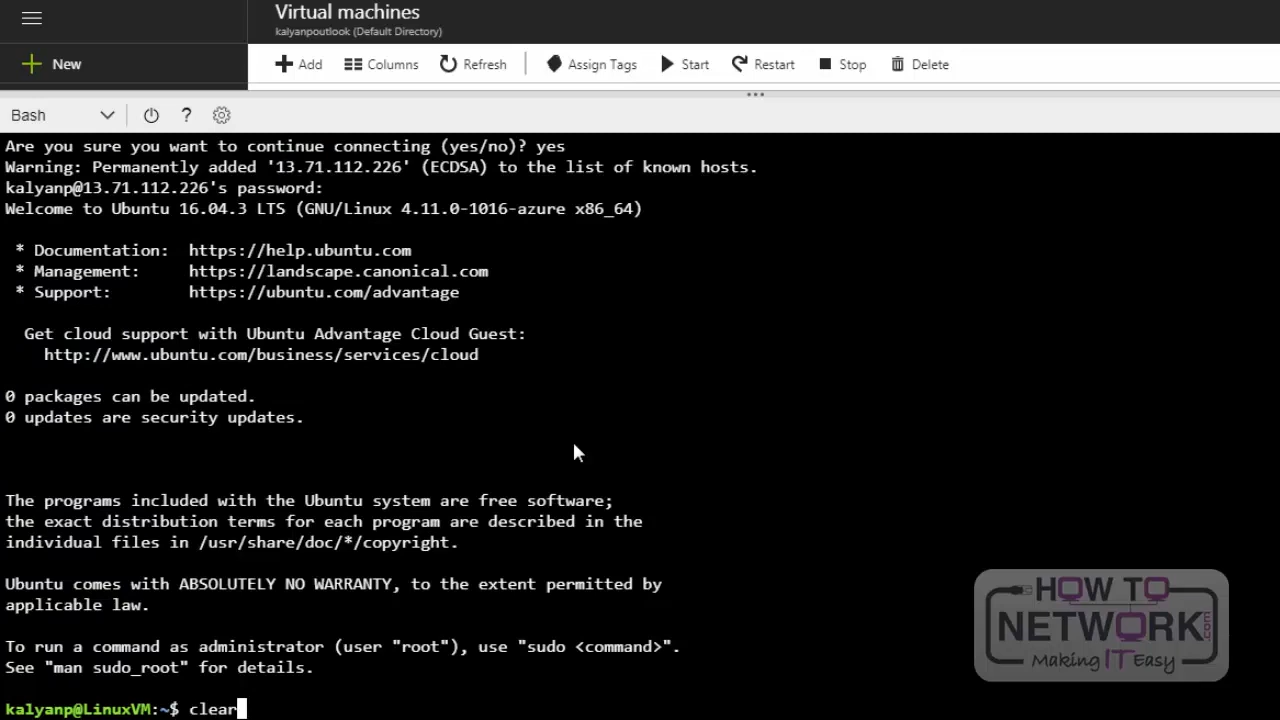 Virtual machines
kalyanpoutlook (Default Directory)
New
Add Columns Refresh Assign Tags Start Restart Stop Delete
Bash ?
Are you sure you want to continue connecting (yes/no)? yes
Warning: Permanently added '13.71.112.226' (ECDSA) to the list of known hosts.
kalyanp@13.71.112.226's password:
Welcome to Ubuntu 16.04.3 LTS (GNU/Linux 4.11.0-1016-azure x86_64)
* Documentation: https://help.ubuntu.com
* Management: https://landscape.canonical.com
* Support: https://ubuntu.com/advantage
Get cloud support with Ubuntu Advantage Cloud Guest:
http://www.ubuntu.com/business/services/cloud
0 packages can be updated.
0 updates are security updates.
The programs included with the Ubuntu system are free software;
the exact distribution terms for each program are described in the
individual files in /usr/share/doc/*/copyright.
Ubuntu comes with ABSOLUTELY NO WARRANTY, to the extent permitted by
applicable law.
To run a command as administrator (user "root"), use "sudo <command>".
See "man sudo_root" for details.
kalyanp@LinuxVM:~$ clear
HOW TO
NETWORK.com
Making IT Easy